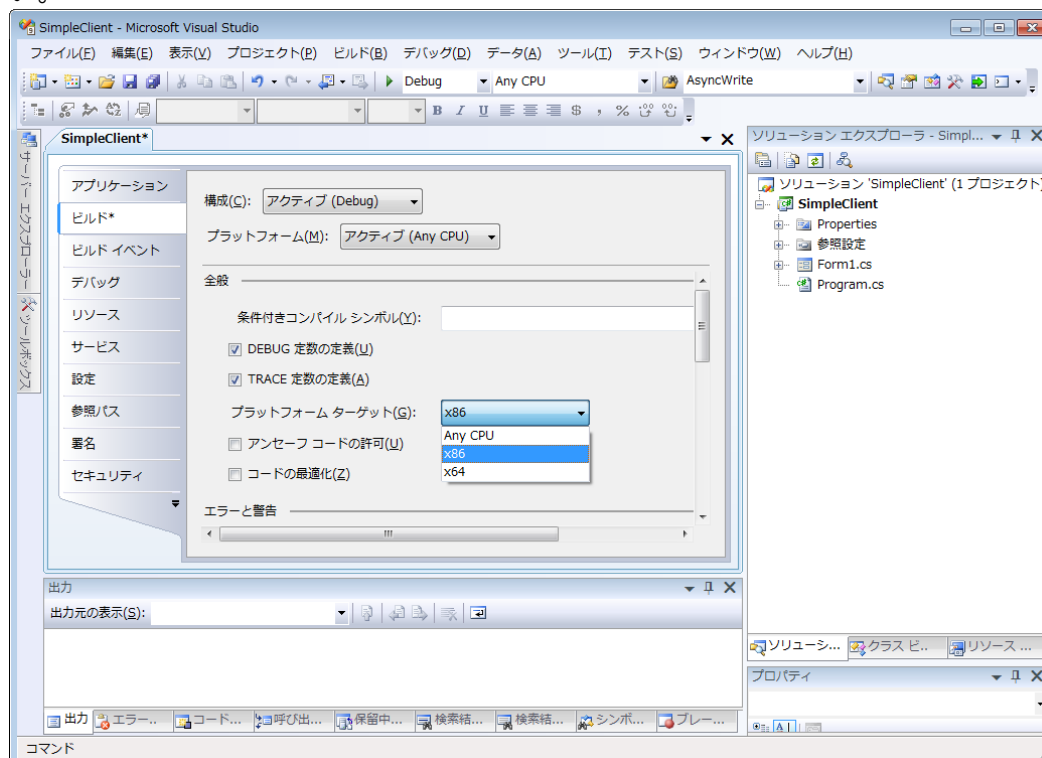 SimpleClient - Microsoft Visual Studio
ファイル(F) 編集(E) 表示(V) プロジェクト(P) ビルド(B) デバッグ(D) データ(A) ツール(T) テスト(S) ウィンドウ(W) ヘルプ(H)
Debug Any CPU AsyncWrite
B I U $ , %
SimpleClient*
サーバー エクスプローラー
ツールボックス
アプリケーション
ビルド*
ビルド イベント
デバッグ
リソース
サービス
設定
参照パス
署名
セキュリティ
構成(C): アクティブ (Debug)
プラットフォーム(M): アクティブ (Any CPU)
全般
条件付きコンパイル シンボル(Y):
DEBUG 定数の定義(U)
TRACE 定数の定義(A)
プラットフォーム ターゲット(G): x86
Any CPU
x86
x64
アンセーフ コードの許可(U)
コードの最適化(Z)
エラーと警告
出力
出力元の表示(S):
出力 エラー.. コード... 呼び出... 保留中... 検索結... 検索結... シンボ... ブレー...
コマンド
ソリューション エクスプローラ - Simpl...
ソリューション 'SimpleClient' (1 プロジェクト)
SimpleClient
Properties
参照設定
Form1.cs
Program.cs
ソリューシ... クラス ビ.. リソース ...
プロパティ